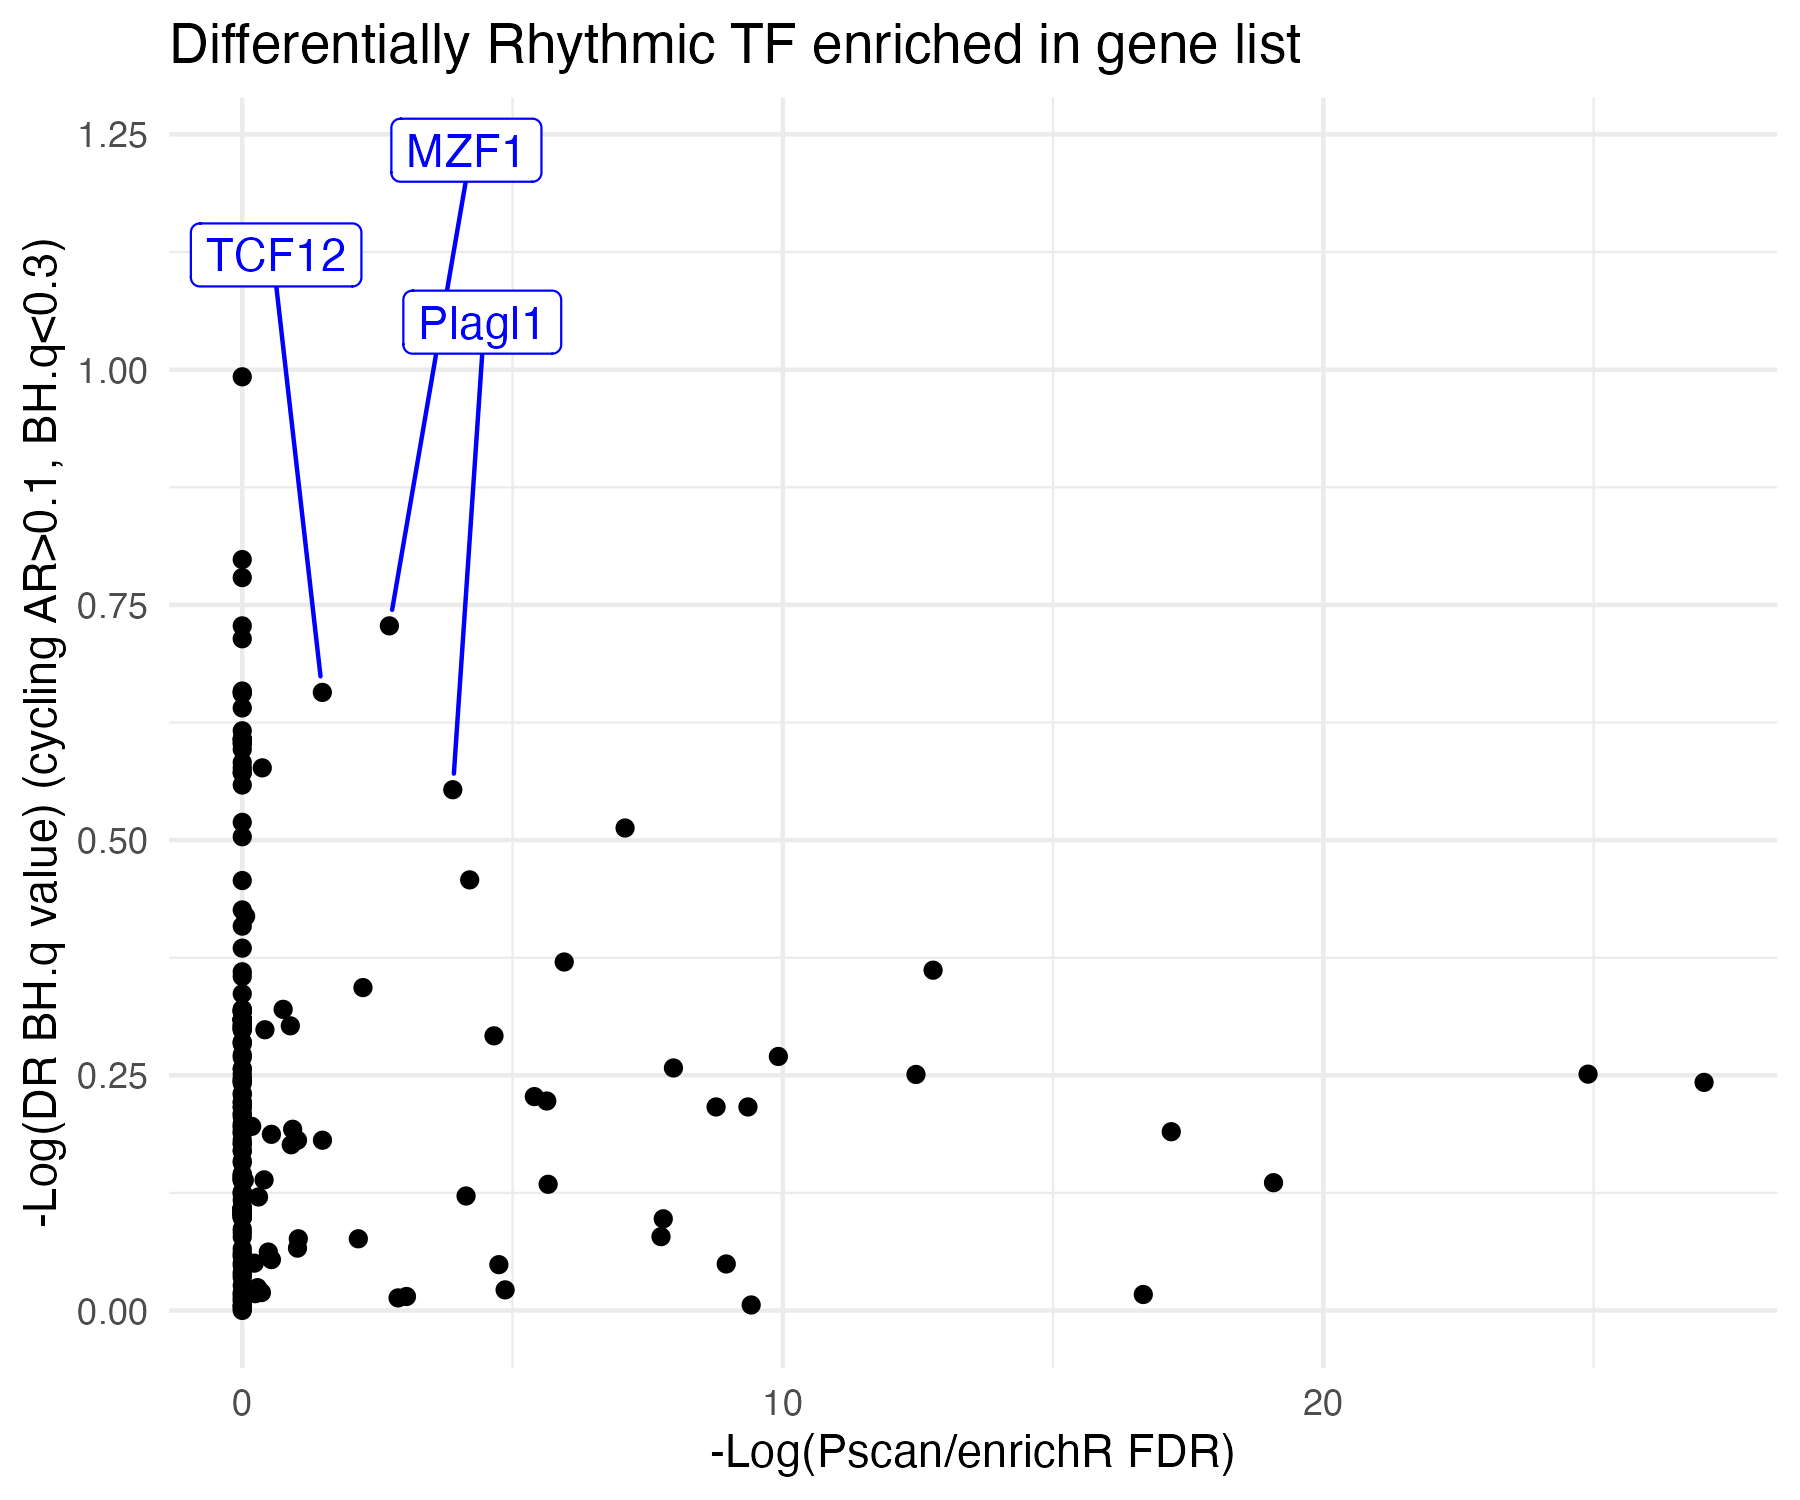 Differentially Rhythmic TF enriched in gene list
-Log(DR BH.q value) (cycling AR>0.1, BH.q<0.3)
1.25
1.00
0.75
0.50
0.25
0.00
MZF1
TCF12
Plagl1
0
10
20
-Log(Pscan/enrichR FDR)